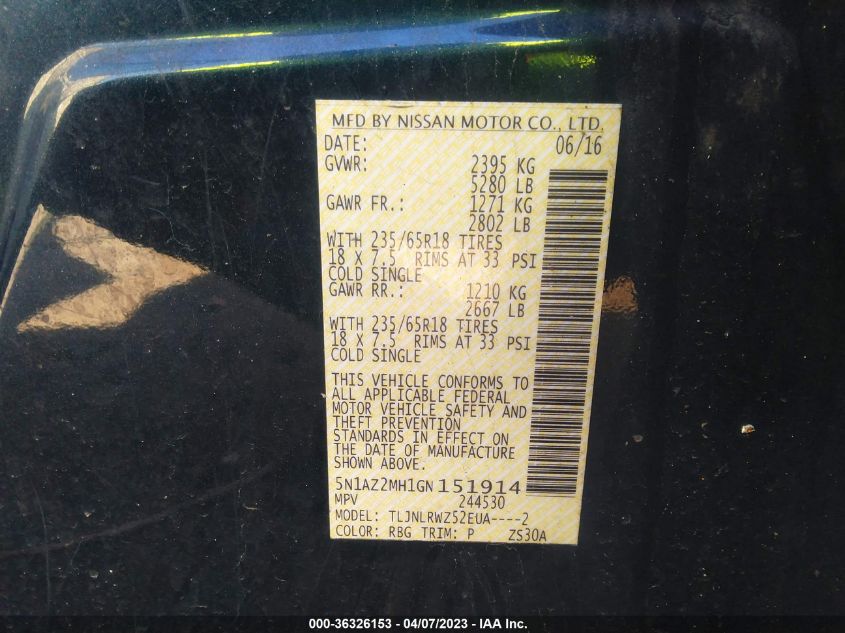 MFD BY NISSAN MOTOR CO., LTD.
DATE: 06/16
GVWR: 2395 KG
5280 LB
GAWR FR.: 1271 KG
2802 LB
WITH 235/65R18 TIRES
18 X 7.5 RIMS AT 33 PSI
COLD SINGLE
GAWR RR.: 1210 KG
2667 LB
WITH 235/65R18 TIRES
18 X 7.5 RIMS AT 33 PSI
COLD SINGLE
THIS VEHICLE CONFORMS TO
ALL APPLICABLE FEDERAL
MOTOR VEHICLE SAFETY AND
THEFT PREVENTION
STANDARDS IN EFFECT ON
THE DATE OF MANUFACTURE
SHOWN ABOVE.
5N1AZ2MH1GN151914
MPV 244530
MODEL: TLJNLRWZ52EUA----2
COLOR: RBG TRIM: P ZS30A
000-36326153 - 04/07/2023 - IAA Inc.